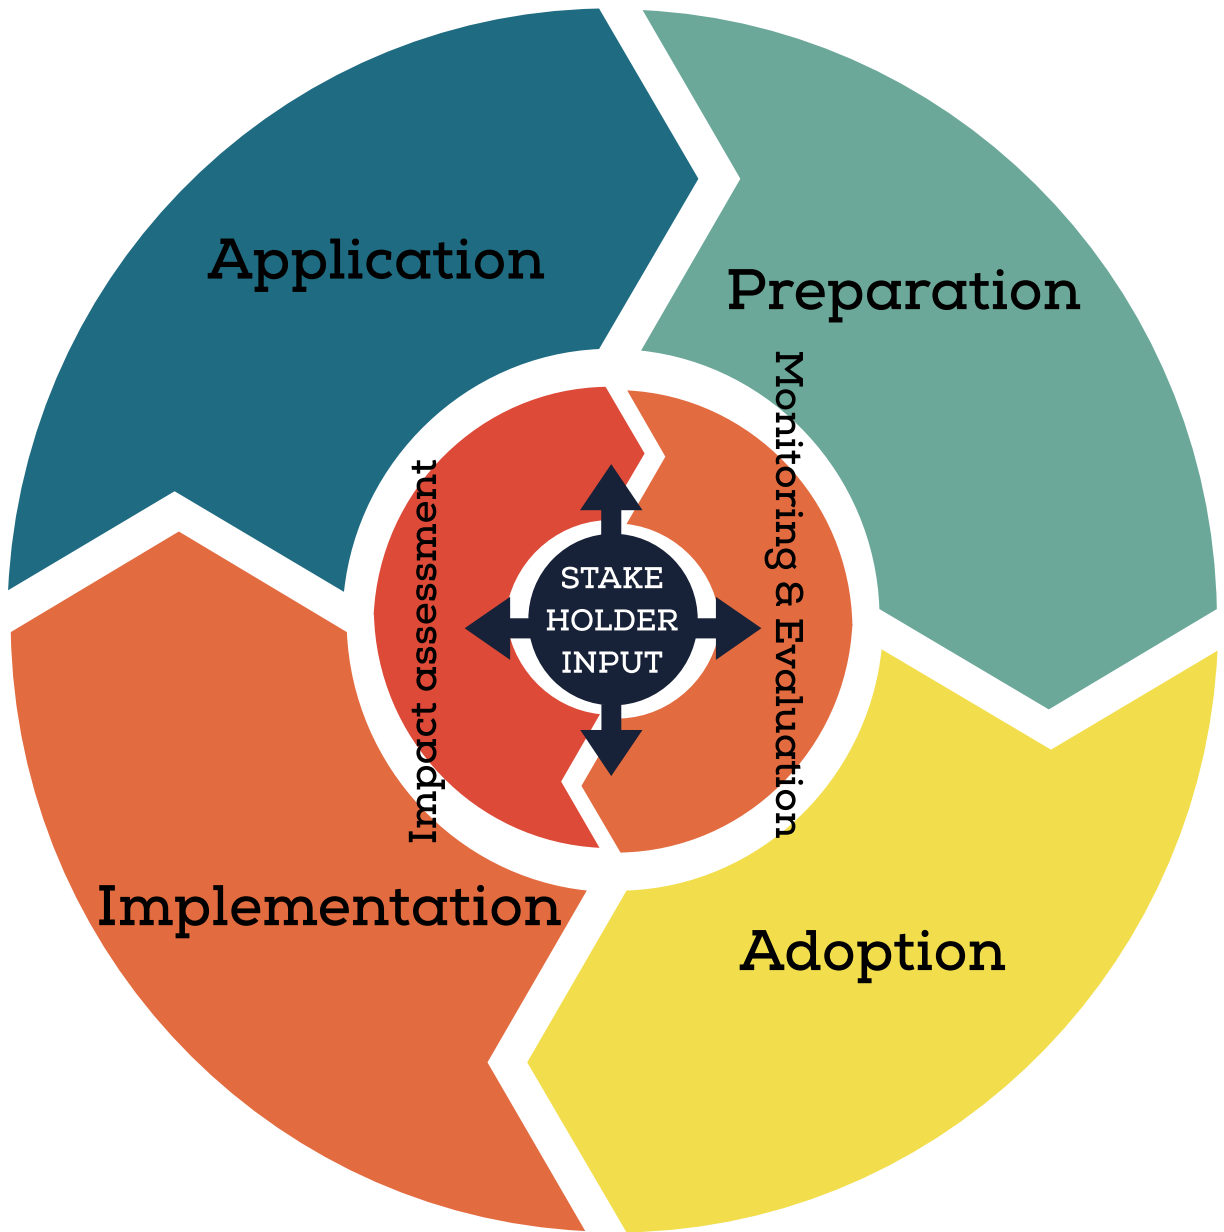 Application
Preparation
Monitoring & Evaluation
Impact assessment
STAKE
HOLDER
INPUT
Implementation
Adoption